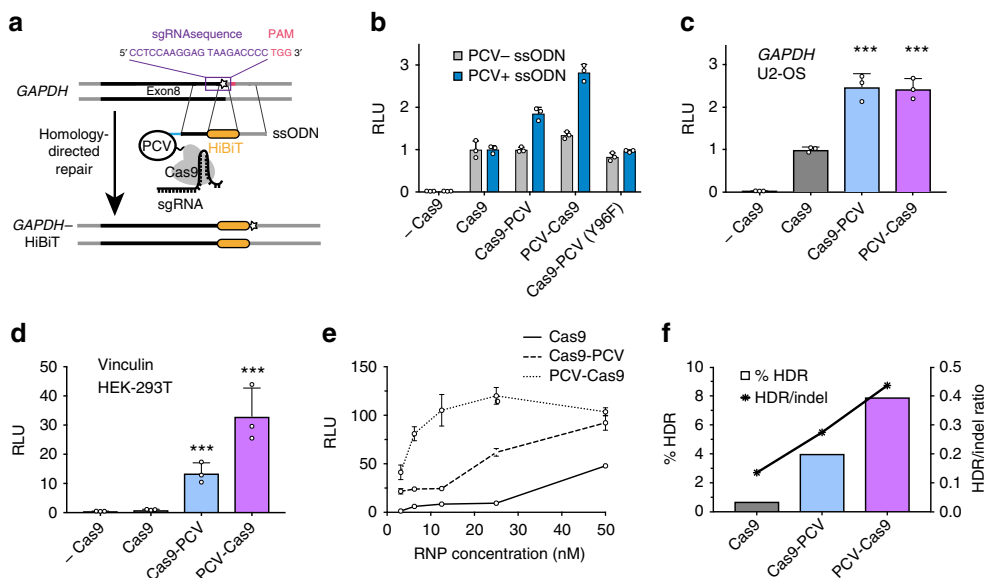 a
sgRNAsequence
PAM
5′ CCTCCAAGGAG TAAGACCCC TGG 3′
GAPDH
Exon8
ssODN
Homology-
directed
repair
PCV
HiBiT
Cas9
sgRNA
GAPDH–
HiBiT
b
PCV– ssODN
PCV+ ssODN
RLU
3
2
1
0
– Cas9
Cas9
Cas9-PCV
PCV-Cas9
Cas9-PCV (Y96F)
c
GAPDH
U2-OS
*** ***
RLU
3
2
1
0
– Cas9
Cas9
Cas9-PCV
PCV-Cas9
d
Vinculin
HEK-293T
*** ***
RLU
50
40
30
20
10
0
– Cas9
Cas9
Cas9-PCV
PCV-Cas9
e
Cas9
Cas9-PCV
PCV-Cas9
RLU
150
100
50
0
0 10 20 30 40 50
RNP concentration (nM)
f
% HDR
HDR/indel
% HDR
10
8
6
4
2
0
HDR/indel ratio
0.5
0.4
0.3
0.2
0.1
0.0
Cas9
Cas9-PCV
PCV-Cas9